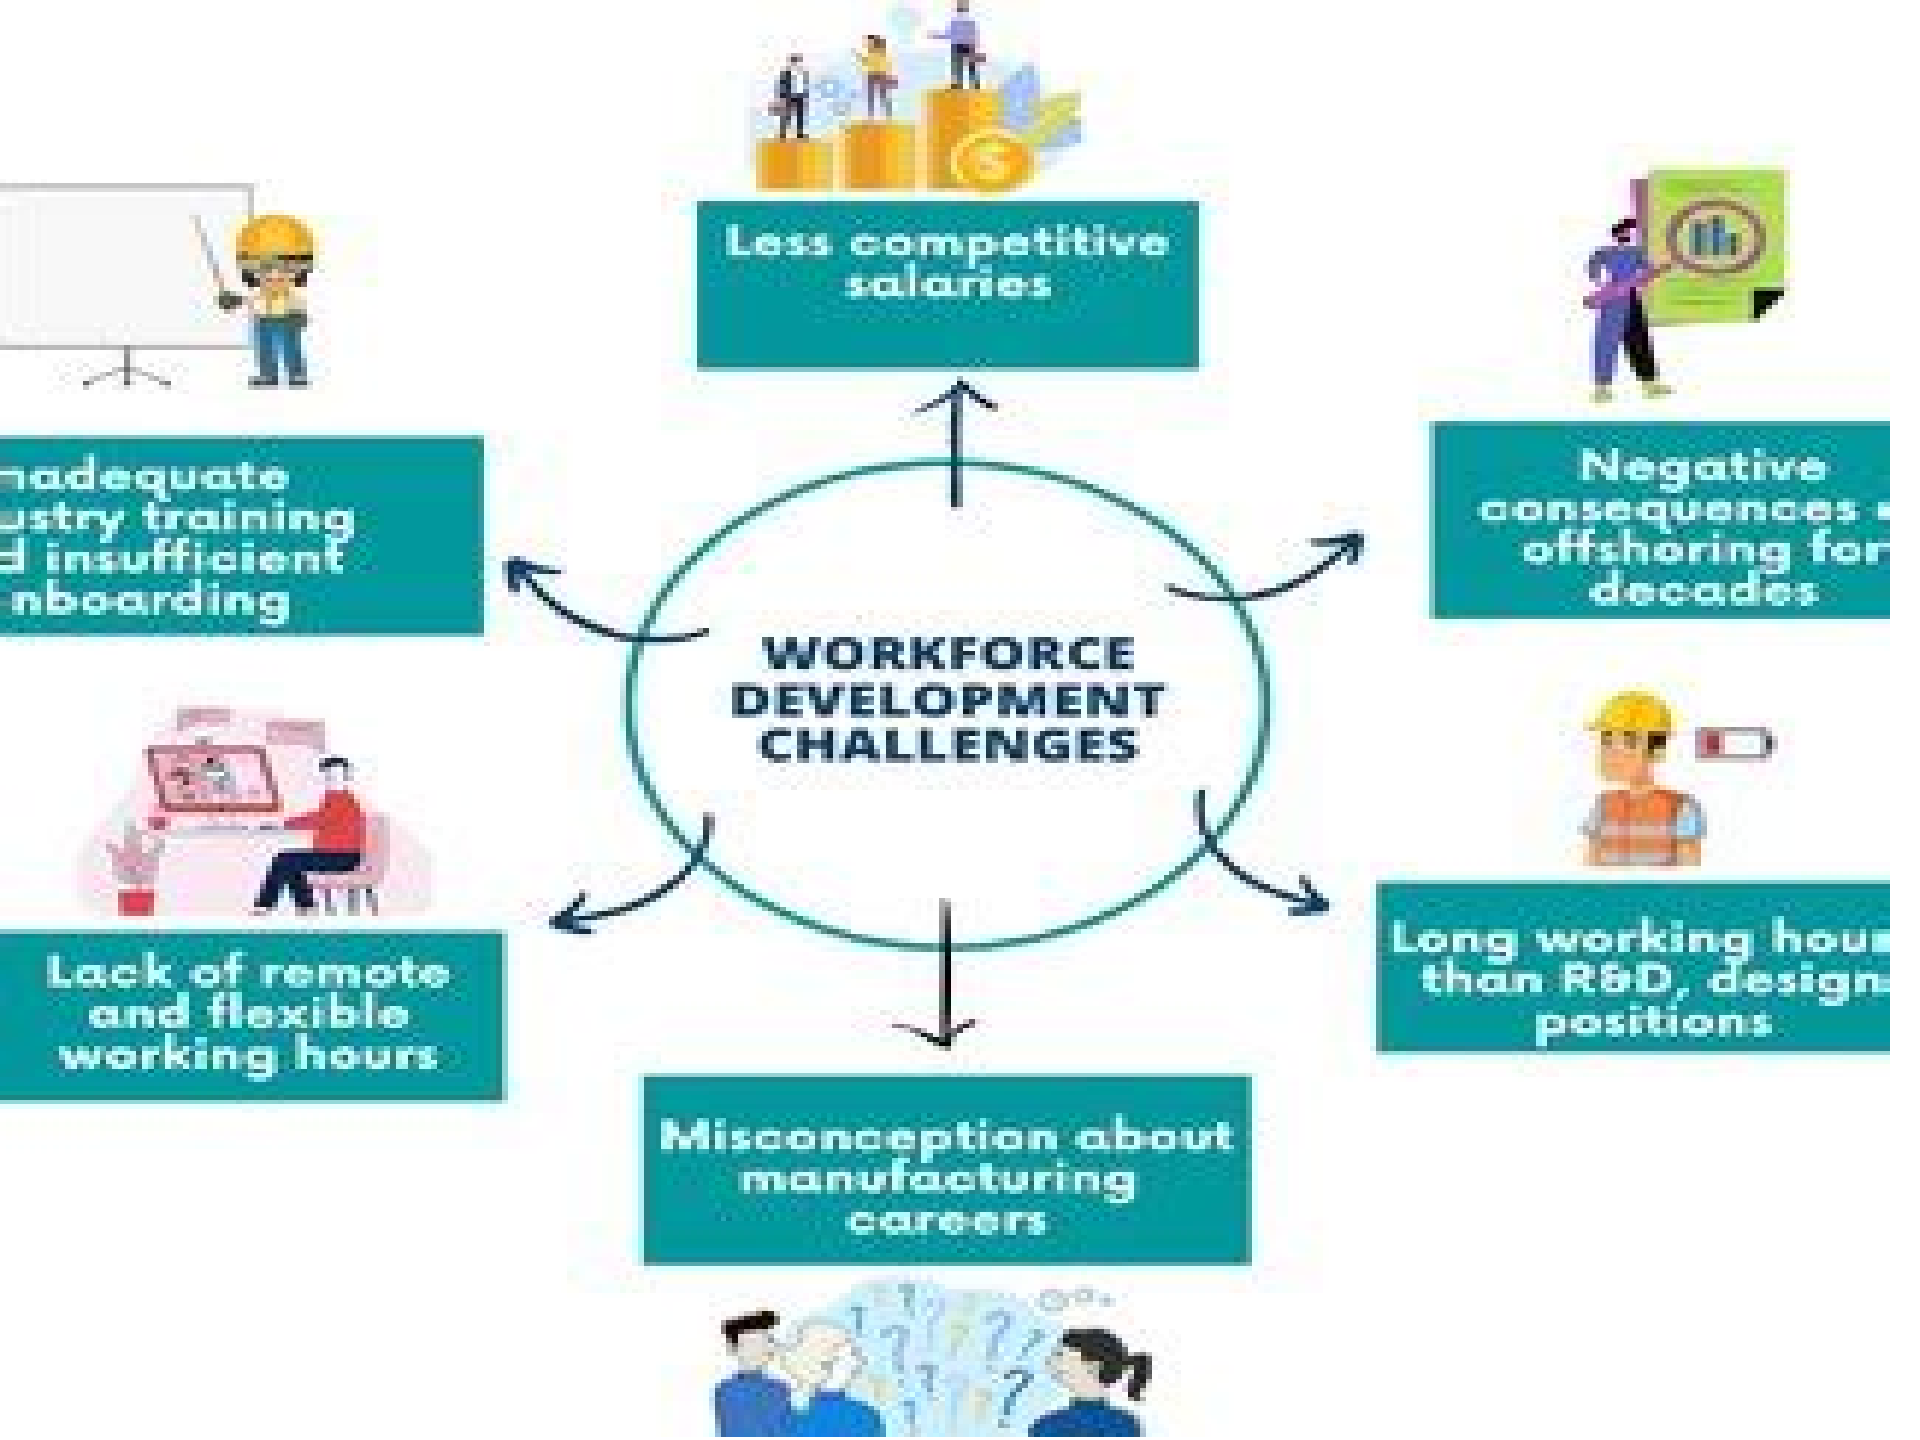 Less competitive
salaries
Negative
consequences
offshoring for
decades
nadequate
ustry training
d insufficient
nboarding
WORKFORCE
DEVELOPMENT
CHALLENGES
Long working hou
than R&D, design
positions
Lack of remote
and flexible
working hours
Misconception about
manufacturing
careers